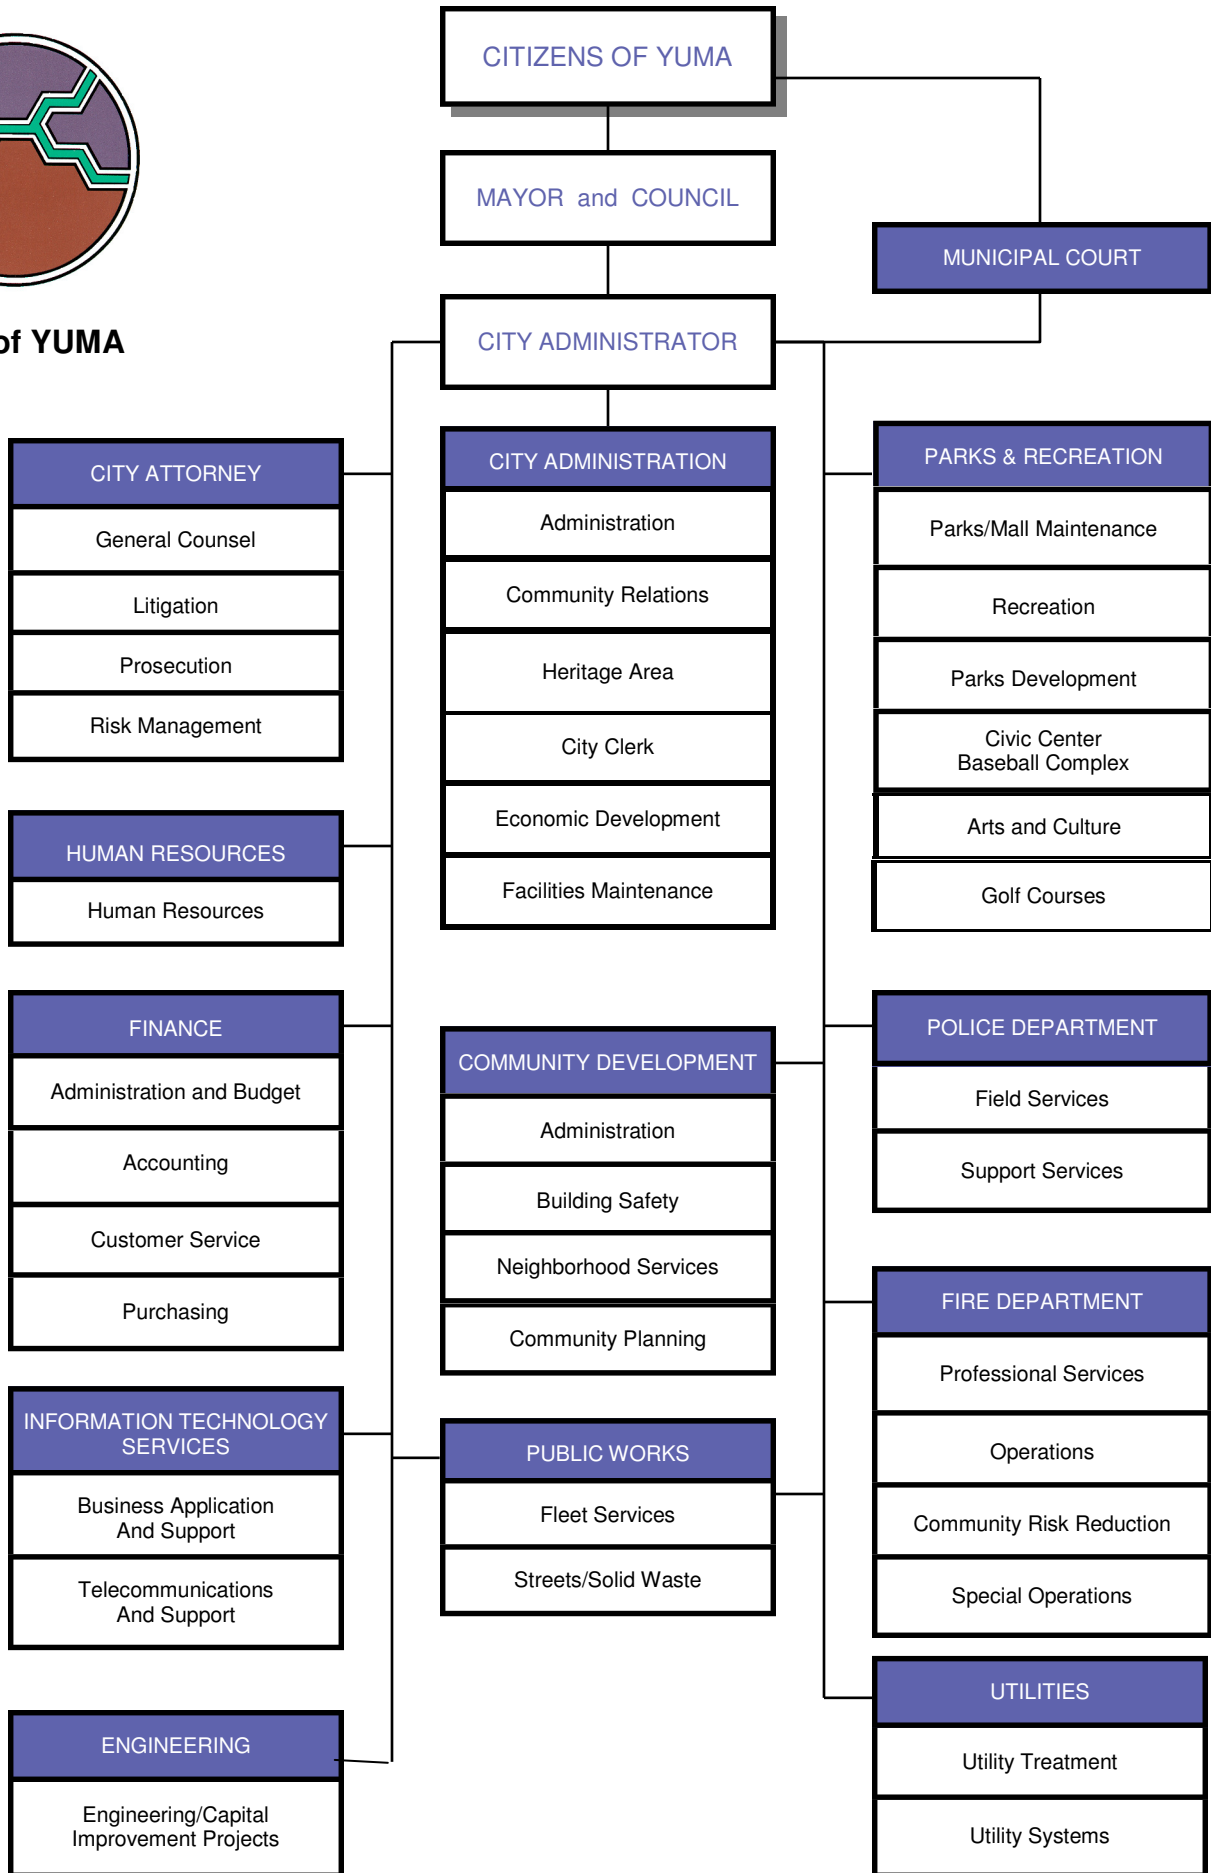 CITIZENS OF YUMA
MAYOR and COUNCIL
MUNICIPAL COURT
CITY ADMINISTRATOR
of YUMA
CITY ATTORNEY
General Counsel
Litigation
Prosecution
Risk Management
HUMAN RESOURCES
Human Resources
FINANCE
Administration and Budget
Accounting
Customer Service
Purchasing
INFORMATION TECHNOLOGY
SERVICES
Business Application
And Support
Telecommunications
And Support
ENGINEERING
Engineering/Capital
Improvement Projects
CITY ADMINISTRATION
Administration
Community Relations
Heritage Area
City Clerk
Economic Development
Facilities Maintenance
COMMUNITY DEVELOPMENT
Administration
Building Safety
Neighborhood Services
Community Planning
PUBLIC WORKS
Fleet Services
Streets/Solid Waste
PARKS & RECREATION
Parks/Mall Maintenance
Recreation
Parks Development
Civic Center
Baseball Complex
Arts and Culture
Golf Courses
POLICE DEPARTMENT
Field Services
Support Services
FIRE DEPARTMENT
Professional Services
Operations
Community Risk Reduction
Special Operations
UTILITIES
Utility Treatment
Utility Systems